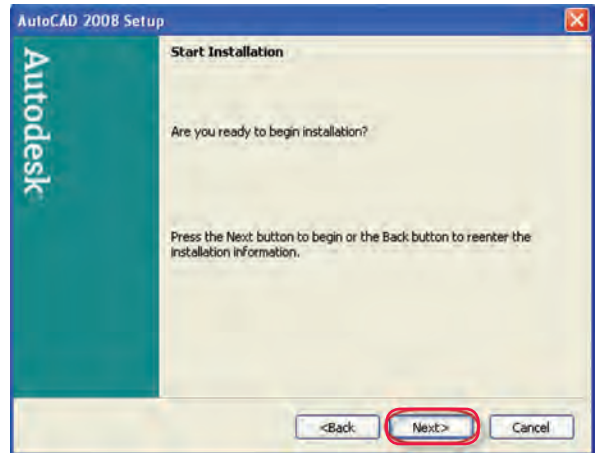 AutoCAD 2008 Setup
Autodesk
Start Installation
Are you ready to begin installation?
Press the Next button to begin or the Back button to reenter the
installation information.
<Back
Next>
Cancel